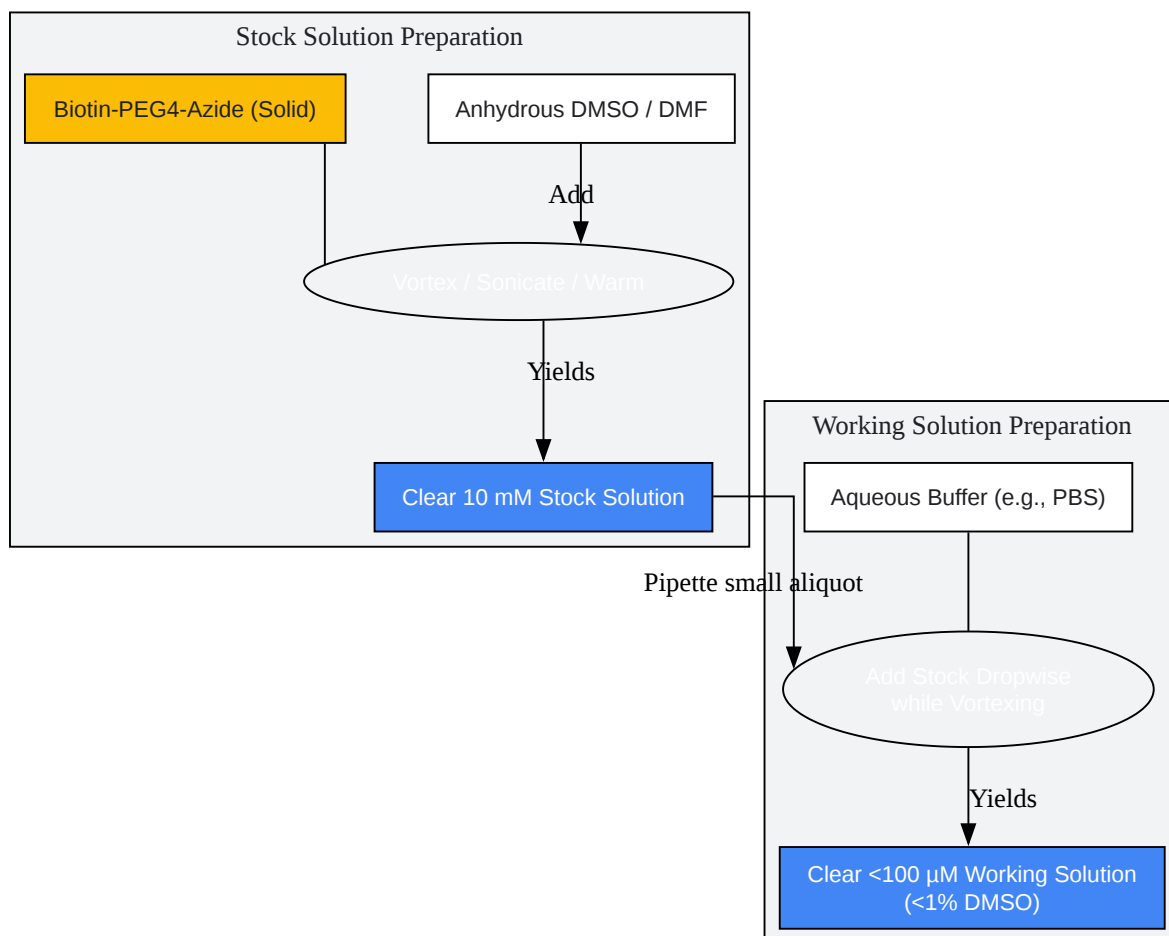 Stock Solution Preparation
Biotin-PEG4-Azide (Solid)
Anhydrous DMSO / DMF
Add
Vortex / Sonicate / Warm
Yields
Clear 10 mM Stock Solution
Working Solution Preparation
Aqueous Buffer (e.g., PBS)
Pipette small aliquot
Add Stock Dropwise
while Vortexing
Yields
Clear <100 µM Working Solution
(<1% DMSO)